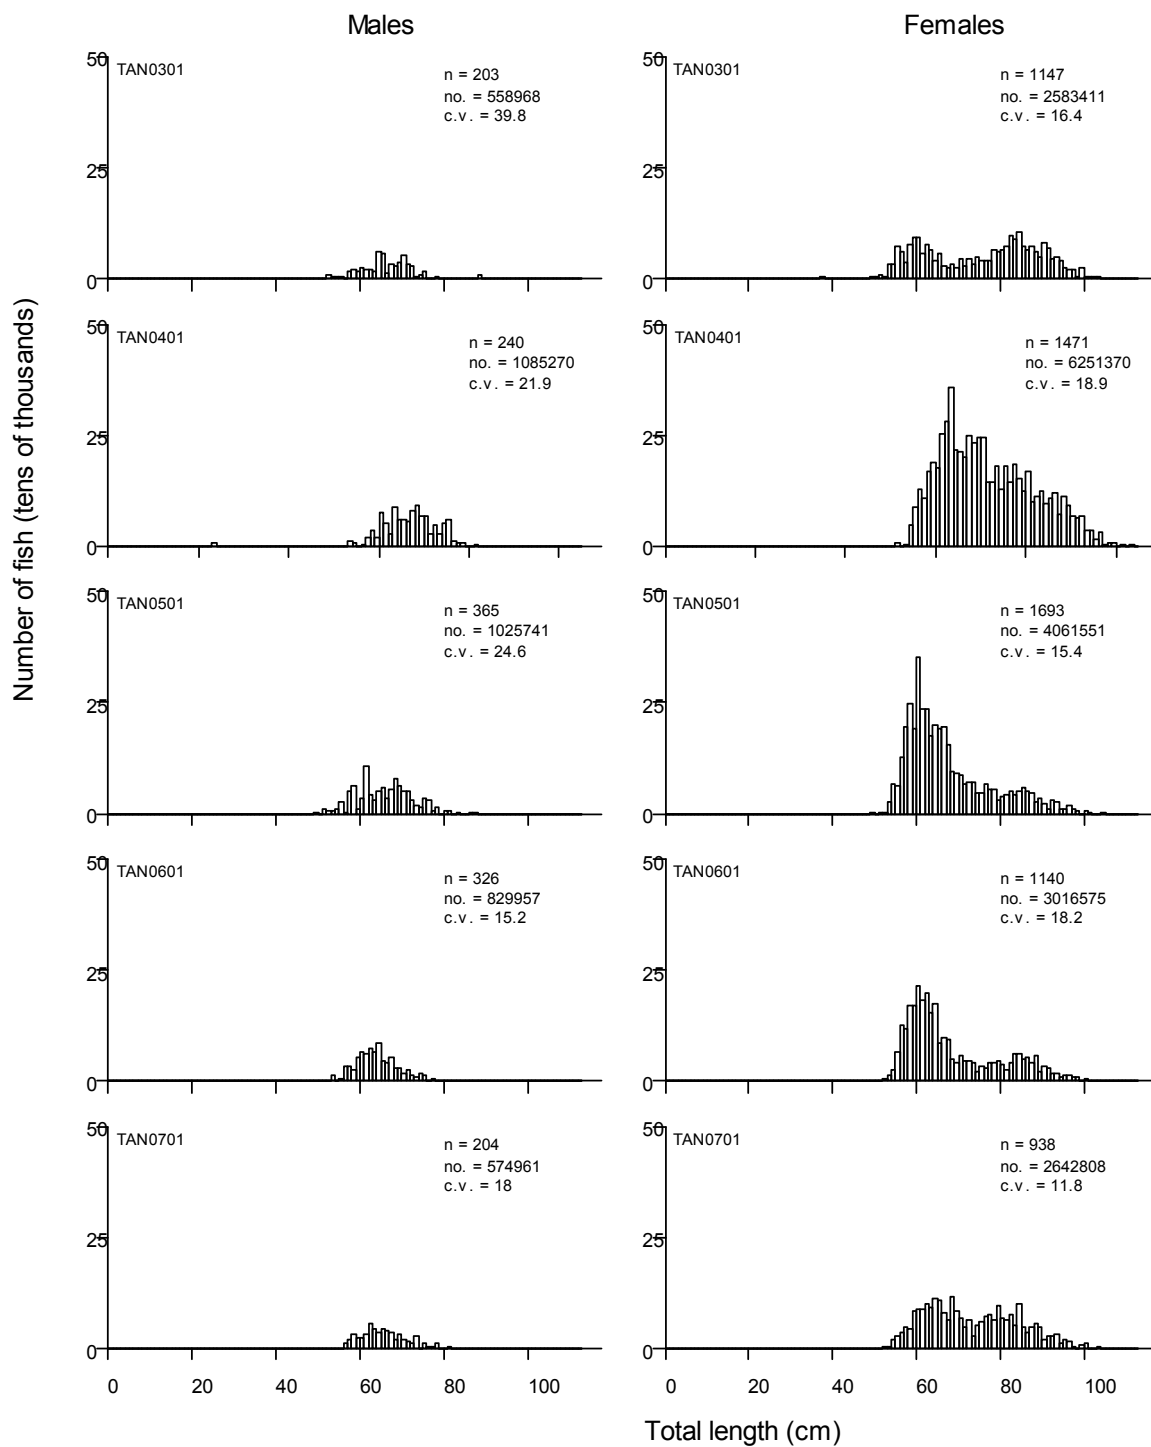 Males
Females
Number of fish (tens of thousands)
50
TAN0301
n = 203
no. = 558968
c.v. = 39.8
25
0
50
TAN0301
n = 1147
no. = 2583411
c.v. = 16.4
25
0
50
TAN0401
n = 240
no. = 1085270
c.v. = 21.9
25
0
50
TAN0401
n = 1471
no. = 6251370
c.v. = 18.9
25
0
50
TAN0501
n = 365
no. = 1025741
c.v. = 24.6
25
0
50
TAN0501
n = 1693
no. = 4061551
c.v. = 15.4
25
0
50
TAN0601
n = 326
no. = 829957
c.v. = 15.2
25
0
50
TAN0601
n = 1140
no. = 3016575
c.v. = 18.2
25
0
50
TAN0701
n = 204
no. = 574961
c.v. = 18
25
0
50
TAN0701
n = 938
no. = 2642808
c.v. = 11.8
25
0
0 20 40 60 80 100
0 20 40 60 80 100
Total length (cm)